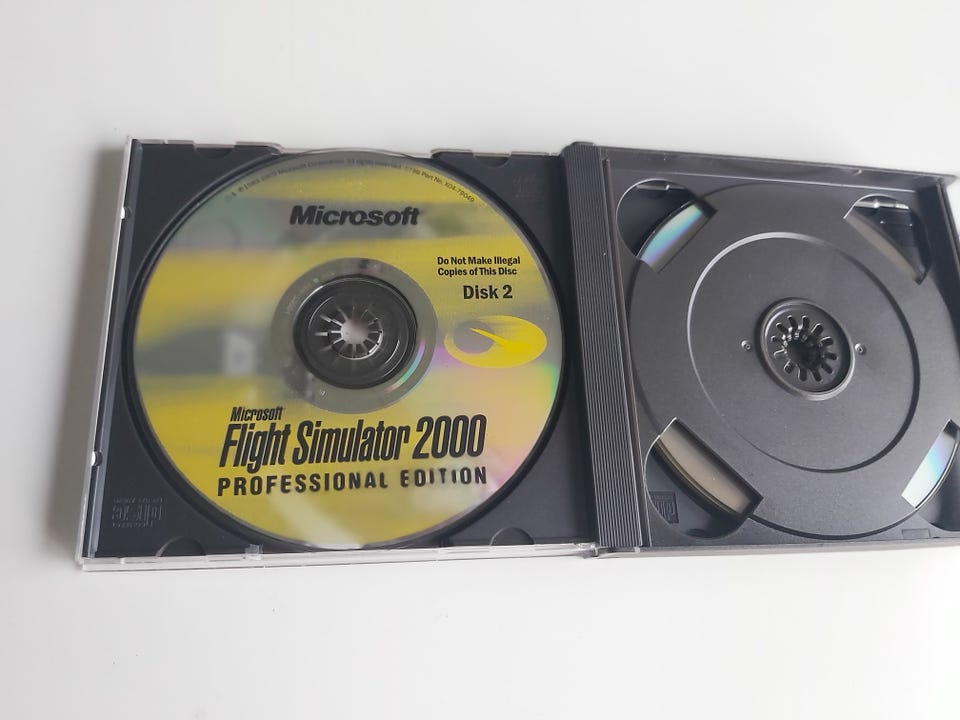 Microsoft
Do Not Make Illegal
Copies of This Disc
Disk 2
Microsoft
Flight Simulator 2000
PROFESSIONAL EDITION